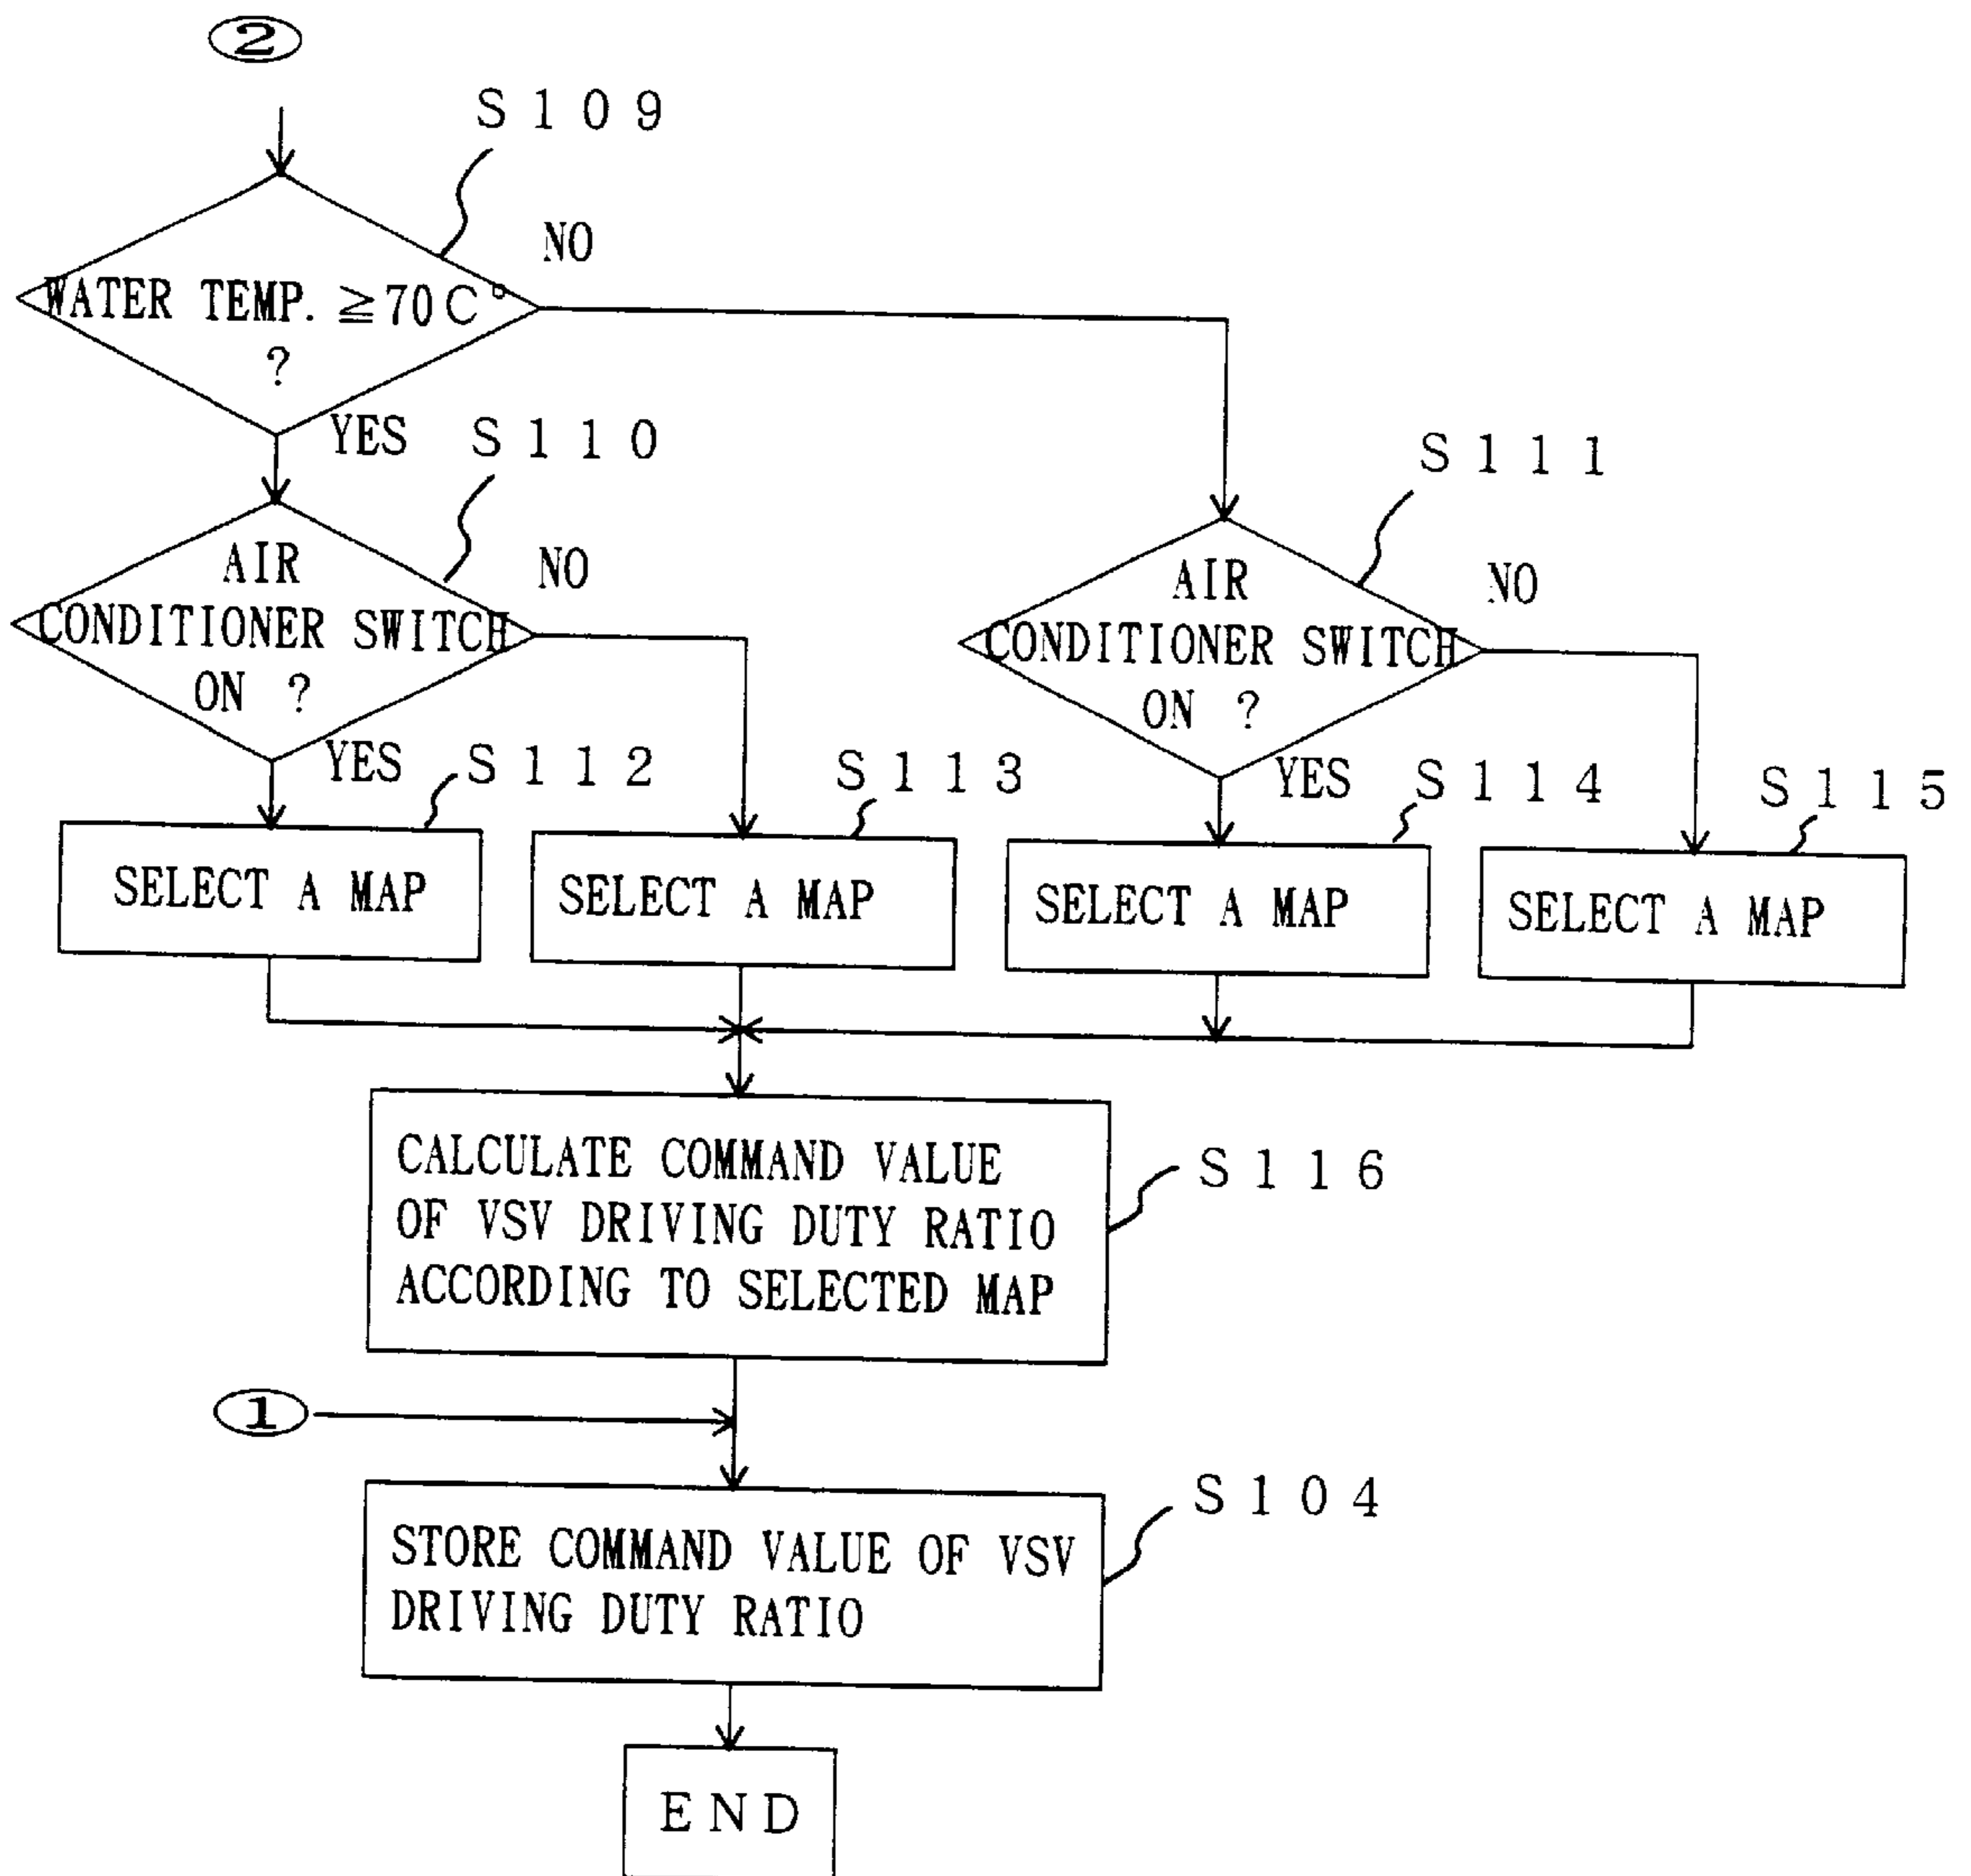 ②
S109
NO
WATER TEMP. ≧70C°
?
YES
S110
S111
AIR
CONDITIONER SWITCH
ON ?
NO
AIR
CONDITIONER SWITCH
ON ?
NO
YES
S112
S113
YES
S114
S115
SELECT A MAP
SELECT A MAP
SELECT A MAP
SELECT A MAP
CALCULATE COMMAND VALUE
OF VSV DRIVING DUTY RATIO
ACCORDING TO SELECTED MAP
S116
①
S104
STORE COMMAND VALUE OF VSV
DRIVING DUTY RATIO
END